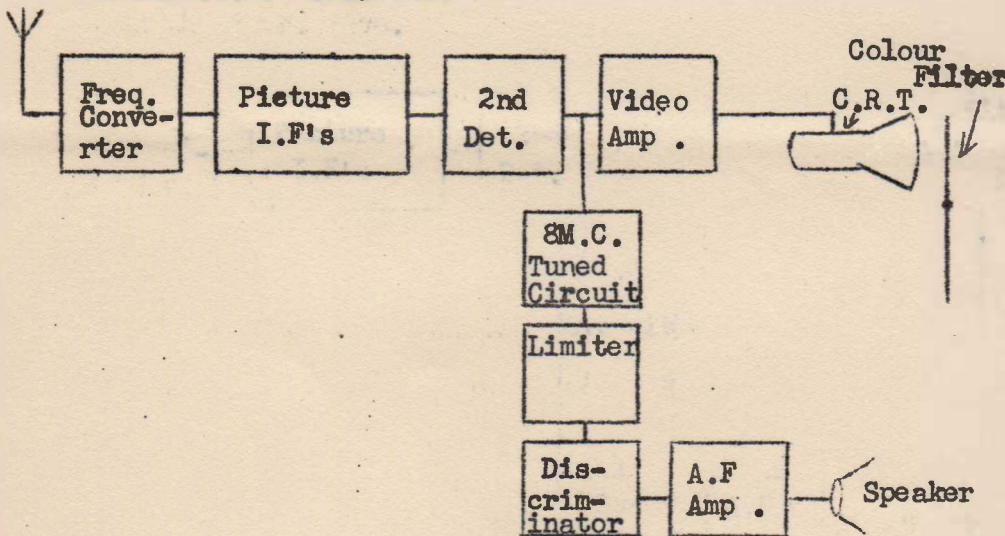 Freq.
Conve-
rter
Picture
I.F's
2nd
Det.
Video
Amp .
Colour
Filter
C.R.T.
8M.C.
Tuned
Circuit
Limiter
Dis-
crim-
inator
A.F
Amp .
Speaker